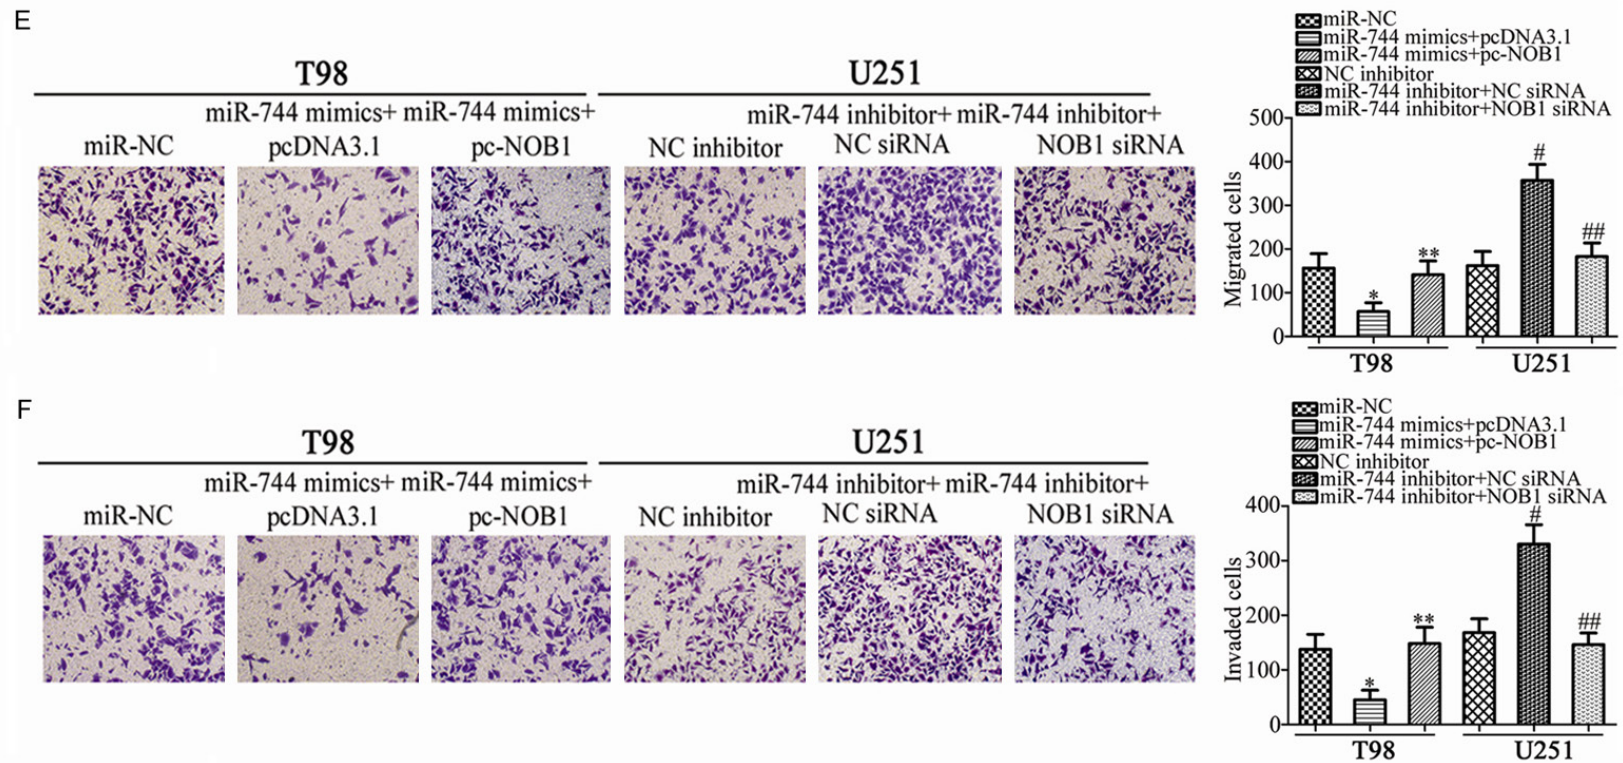 E
T98
U251
miR-744 mimics+ miR-744 mimics+
miR-744 inhibitor+ miR-744 inhibitor+
miR-NC
pcDNA3.1
pc-NOB1
NC inhibitor
NC siRNA
NOB1 siRNA
miR-NC
miR-744 mimics+pcDNA3.1
miR-744 mimics+pc-NOB1
NC inhibitor
miR-744 inhibitor+NC siRNA
miR-744 inhibitor+NOB1 siRNA
Migrated cells
500
400
300
200
100
0
*
**
#
##
T98
U251
F
T98
U251
miR-744 mimics+ miR-744 mimics+
miR-744 inhibitor+ miR-744 inhibitor+
miR-NC
pcDNA3.1
pc-NOB1
NC inhibitor
NC siRNA
NOB1 siRNA
miR-NC
miR-744 mimics+pcDNA3.1
miR-744 mimics+pc-NOB1
NC inhibitor
miR-744 inhibitor+NC siRNA
miR-744 inhibitor+NOB1 siRNA
Invaded cells
400
300
200
100
0
*
**
#
##
T98
U251